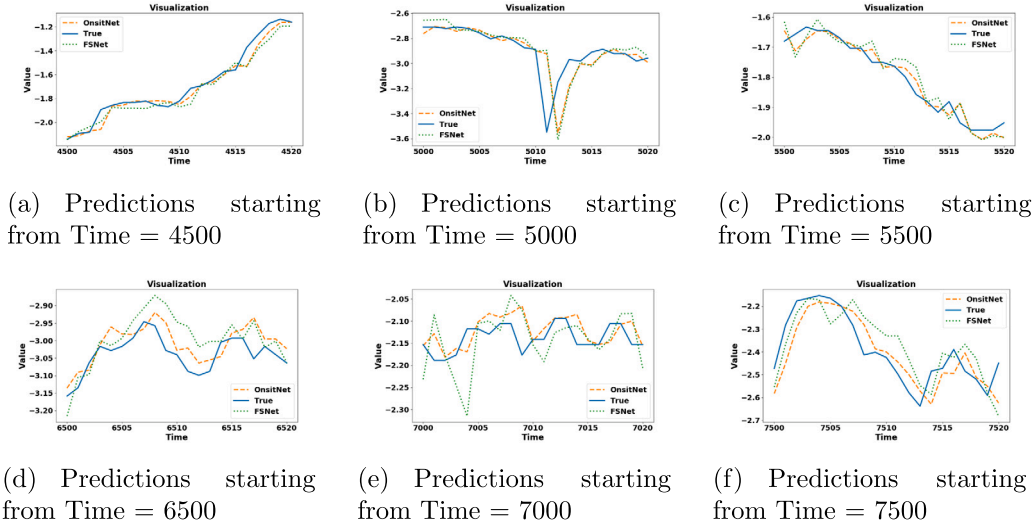 Visualization
Value
-1.2
-1.4
-1.6
-1.8
-2.0
OnsitNet
True
FSNet
4500 4505 4510 4515 4520
Time
Visualization
Value
-2.6
-2.8
-3.0
-3.2
-3.4
-3.6
OnsitNet
True
FSNet
5000 5005 5010 5015 5020
Time
Visualization
Value
-1.6
-1.7
-1.8
-1.9
-2.0
OnsitNet
True
FSNet
5500 5505 5510 5515 5520
Time
(a) Predictions starting
from Time = 4500
(b) Predictions starting
from Time = 5000
(c) Predictions starting
from Time = 5500
Visualization
Value
-2.90
-2.95
-3.00
-3.05
-3.10
-3.15
-3.20
OnsitNet
True
FSNet
6500 6505 6510 6515 6520
Time
Visualization
Value
-2.05
-2.10
-2.15
-2.20
-2.25
-2.30
OnsitNet
True
FSNet
7000 7005 7010 7015 7020
Time
Visualization
Value
-2.2
-2.3
-2.4
-2.5
-2.6
-2.7
OnsitNet
True
FSNet
7500 7505 7510 7515 7520
Time
(d) Predictions starting
from Time = 6500
(e) Predictions starting
from Time = 7000
(f) Predictions starting
from Time = 7500